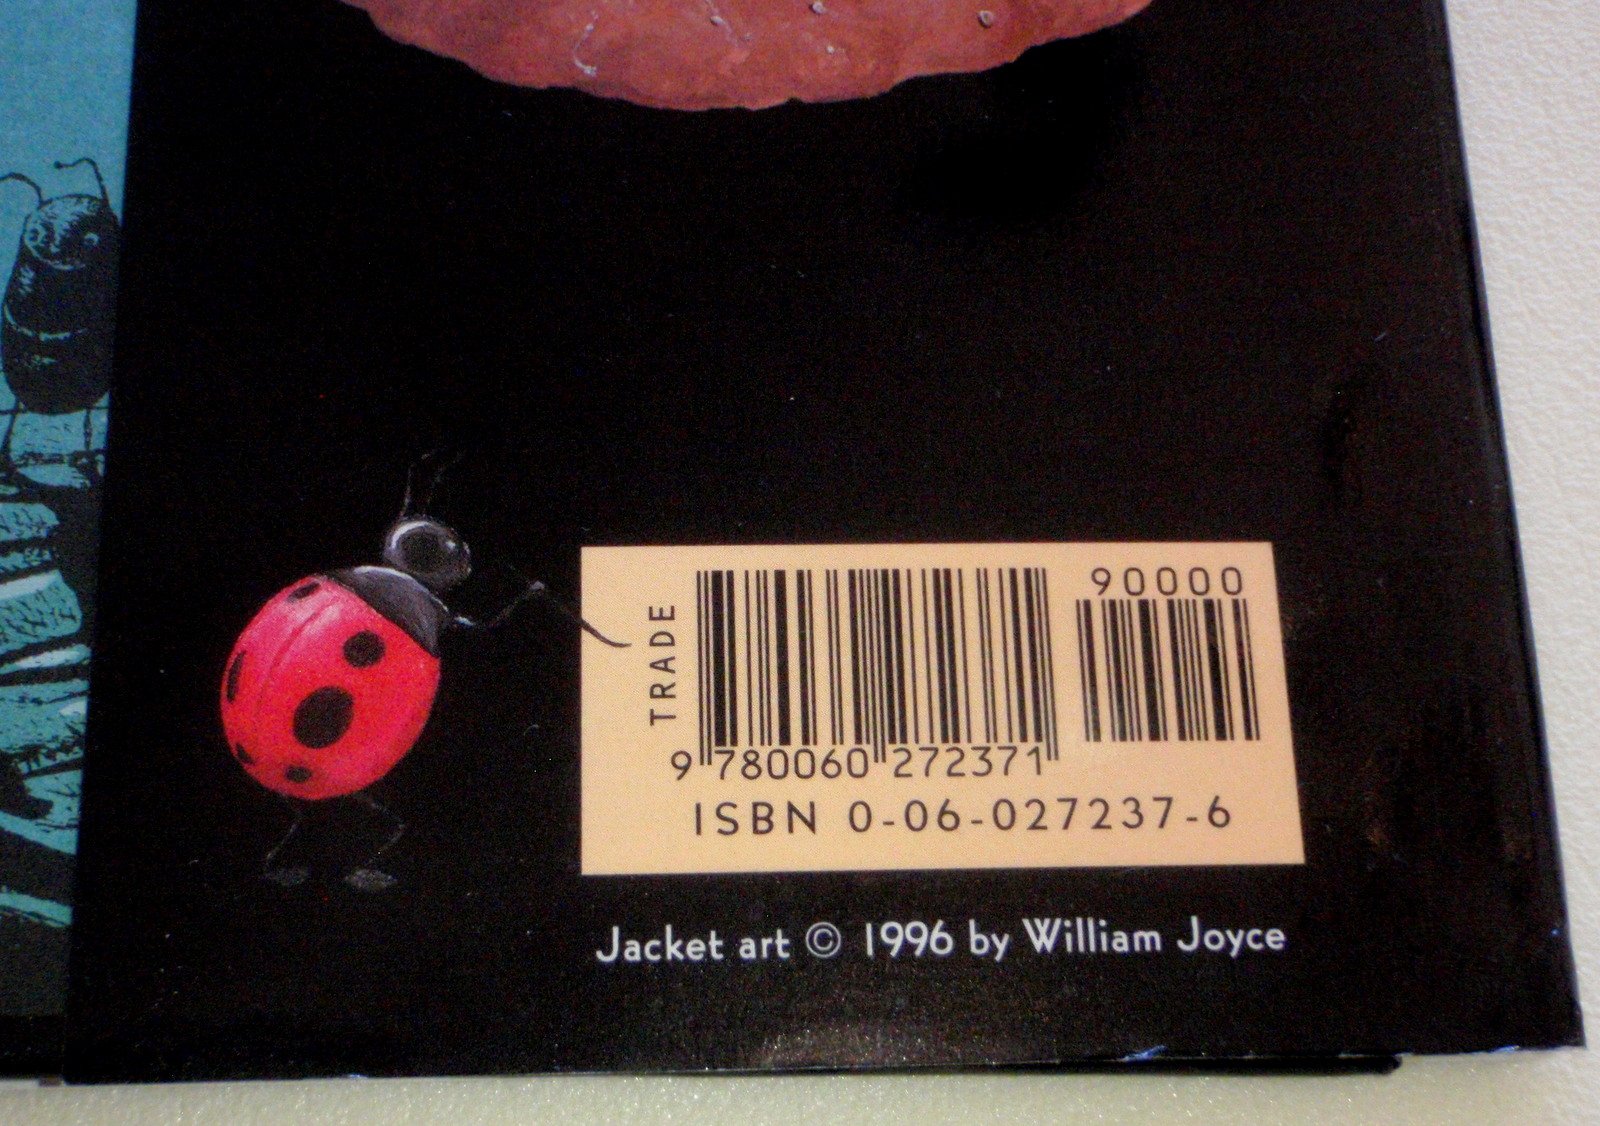 90000
TRADE
9 780060 272371
ISBN 0-06-027237-6
Jacket art © 1996 by William Joyce